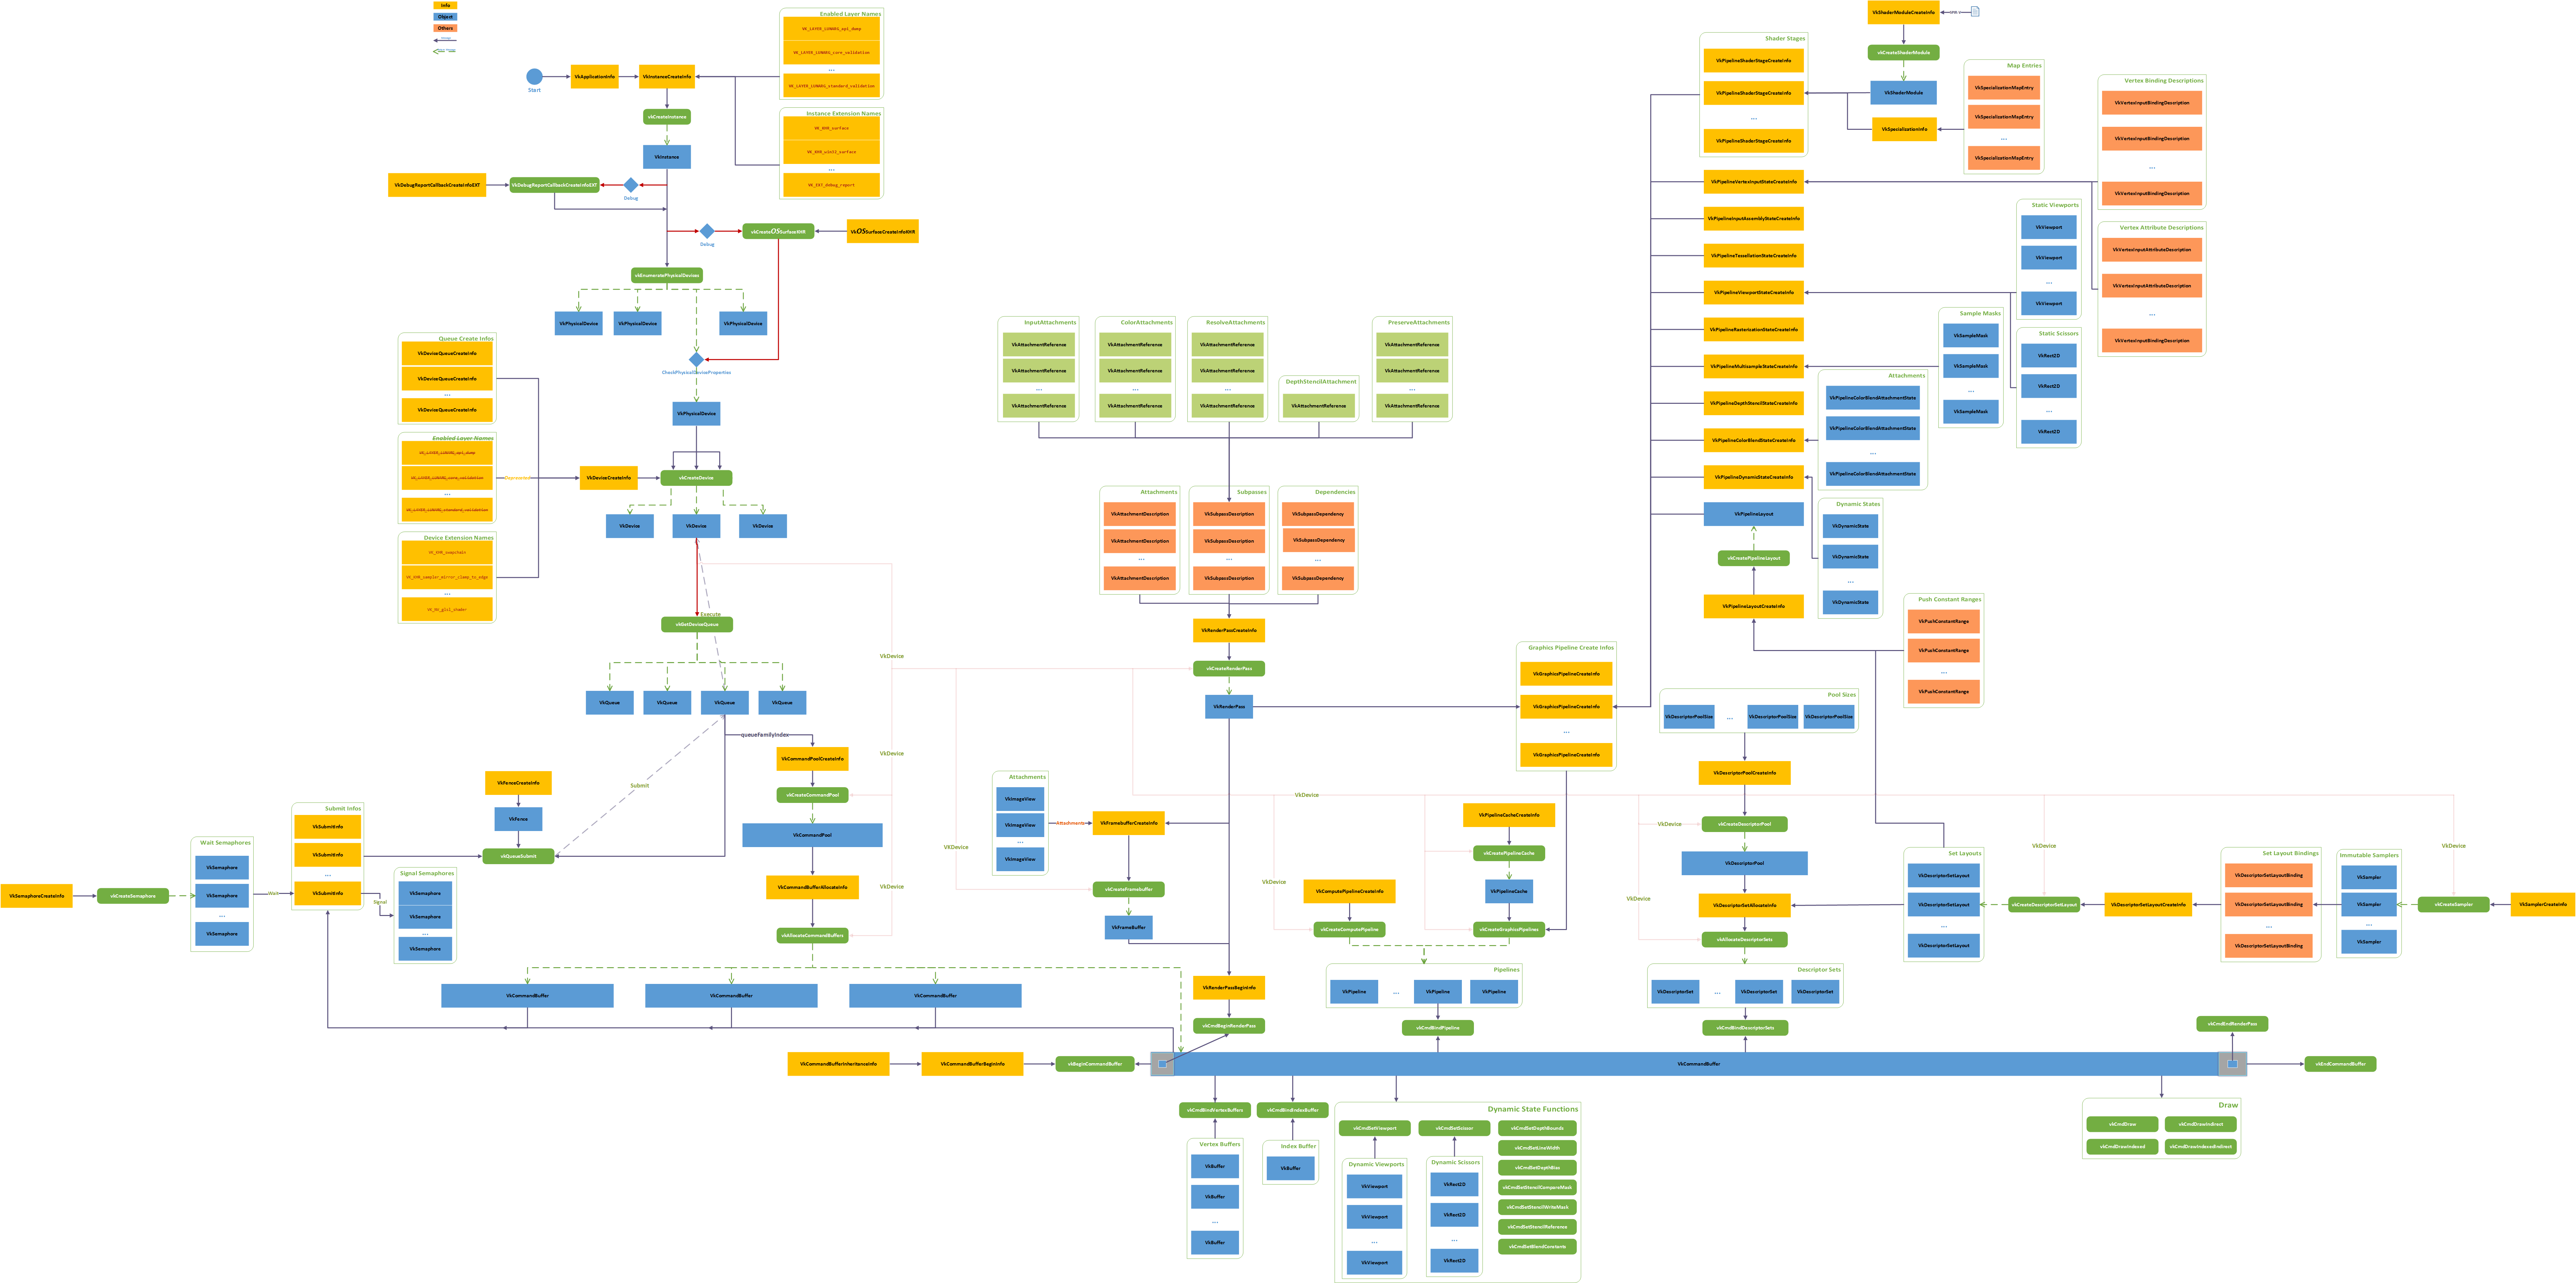 Info
Object
Others
Enabled Layer Names
VK_LAYER_LUNARG_api_dump
VK_LAYER_LUNARG_core_validation
...
VK_LAYER_LUNARG_standard_validation
Start
VkApplicationInfo
VkInstanceCreateInfo
Instance Extension Names
VK_KHR_surface
VK_KHR_win32_surface
...
VK_EXT_debug_report
vkCreateInstance
VkInstance
VkDebugReportCallbackCreateInfoEXT
VkDebugReportCallbackCreateInfoEXT
Debug
Debug
vkCreateOSSurfaceKHR
VkOSSurfaceCreateInfoKHR
vkEnumeratePhysicalDevices
VkPhysicalDevice
VkPhysicalDevice
VkPhysicalDevice
CheckPhysicalDeviceProperties
VkPhysicalDevice
Queue Create Infos
VkDeviceQueueCreateInfo
VkDeviceQueueCreateInfo
...
VkDeviceQueueCreateInfo
Enabled Layer Names
VK_LAYER_LUNARG_api_dump
VK_LAYER_LUNARG_core_validation
...
VK_LAYER_LUNARG_standard_validation
Deprecated
Device Extension Names
VK_KHR_swapchain
VK_KHR_sampler_mirror_clamp_to_edge
...
VK_NV_glsl_shader
VkDeviceCreateInfo
vkCreateDevice
VkDevice
VkDevice
VkDevice
Execute
vkGetDeviceQueue
VkQueue
VkQueue
VkQueue
VkQueue
queueFamilyIndex
VkCommandPoolCreateInfo
vkCreateCommandPool
VkCommandPool
VkCommandBufferAllocateInfo
vkAllocateCommandBuffers
VkDevice
VkDevice
VkDevice
VKDevice
Submit
VkFenceCreateInfo
VkFence
vkQueueSubmit
Submit Infos
VkSubmitInfo
VkSubmitInfo
...
VkSubmitInfo
Wait Semaphores
VkSemaphore
VkSemaphore
...
VkSemaphore
Wait
Signal
Signal Semaphores
VkSemaphore
VkSemaphore
...
VkSemaphore
VkSemaphoreCreateInfo
vkCreateSemaphore
VkCommandBuffer
VkCommandBuffer
VkCommandBuffer
InputAttachments
VkAttachmentReference
VkAttachmentReference
...
VkAttachmentReference
ColorAttachments
VkAttachmentReference
VkAttachmentReference
...
VkAttachmentReference
ResolveAttachments
VkAttachmentReference
VkAttachmentReference
...
VkAttachmentReference
DepthStencilAttachment
VkAttachmentReference
PreserveAttachments
VkAttachmentReference
VkAttachmentReference
...
VkAttachmentReference
Attachments
VkAttachmentDescription
VkAttachmentDescription
...
VkAttachmentDescription
Subpasses
VkSubpassDescription
VkSubpassDescription
...
VkSubpassDescription
Dependencies
VkSubpassDependency
VkSubpassDependency
...
VkSubpassDependency
VkRenderPassCreateInfo
vkCreateRenderPass
VkRenderPass
Attachments
VkImageView
VkImageView
...
VkImageView
Attachments
VkFramebufferCreateInfo
vkCreateFramebuffer
VkFrameBuffer
VkRenderPassBeginInfo
vkCmdBeginRenderPass
VkShaderModuleCreateInfo
vkCreateShaderModule
VkShaderModule
Shader Stages
VkPipelineShaderStageCreateInfo
VkPipelineShaderStageCreateInfo
...
VkPipelineShaderStageCreateInfo
VkSpecializationInfo
Map Entries
VkSpecializationMapEntry
VkSpecializationMapEntry
...
VkSpecializationMapEntry
Vertex Binding Descriptions
VkVertexInputBindingDescription
VkVertexInputBindingDescription
...
VkVertexInputBindingDescription
Vertex Attribute Descriptions
VkVertexInputAttributeDescription
VkVertexInputAttributeDescription
...
VkVertexInputBindingDescription
VkPipelineVertexInputStateCreateInfo
VkPipelineInputAssemblyStateCreateInfo
VkPipelineTessellationStateCreateInfo
VkPipelineViewportStateCreateInfo
VkPipelineRasterizationStateCreateInfo
VkPipelineMultisampleStateCreateInfo
VkPipelineDepthStencilStateCreateInfo
VkPipelineColorBlendStateCreateInfo
VkPipelineDynamicStateCreateInfo
VkPipelineLayout
vkCreatePipelineLayout
VkPipelineLayoutCreateInfo
Static Viewports
VkViewport
VkViewport
...
VkViewport
Static Scissors
VkRect2D
VkRect2D
...
VkRect2D
Sample Masks
VkSampleMask
VkSampleMask
...
VkSampleMask
Attachments
VkPipelineColorBlendAttachmentState
VkPipelineColorBlendAttachmentState
...
VkPipelineColorBlendAttachmentState
Dynamic States
VkDynamicState
VkDynamicState
...
VkDynamicState
Push Constant Ranges
VkPushConstantRange
VkPushConstantRange
...
VkPushConstantRange
Graphics Pipeline Create Infos
VkGraphicsPipelineCreateInfo
VkGraphicsPipelineCreateInfo
...
VkGraphicsPipelineCreateInfo
Pool Sizes
VkDescriptorPoolSize
...
VkDescriptorPoolSize
VkDescriptorPoolSize
VkDescriptorPoolCreateInfo
VkDevice
VkDevice
VkDevice
VkDevice
VkDevice
VkDevice
vkCreateDescriptorPool
VkDescriptorPool
VkDescriptorSetAllocateInfo
vkAllocateDescriptorSets
VkPipelineCacheCreateInfo
vkCreatePipelineCache
VkPipelineCache
VkComputePipelineCreateInfo
vkCreateComputePipeline
vkCreateGraphicsPipelines
Set Layouts
VkDescriptorSetLayout
VkDescriptorSetLayout
...
VkDescriptorSetLayout
vkCreateDescriptorSetLayout
VkDescriptorSetLayoutCreateInfo
Set Layout Bindings
VkDescriptorSetLayoutBinding
VkDescriptorSetLayoutBinding
...
VkDescriptorSetLayoutBinding
Immutable Samplers
VkSampler
VkSampler
...
VkSampler
vkCreateSampler
VkSamplerCreateInfo
Pipelines
VkPipeline
...
VkPipeline
VkPipeline
vkCmdBindPipeline
Descriptor Sets
VkDescriptorSet
...
VkDescriptorSet
VkDescriptorSet
vkCmdBindDescriptorSets
vkCmdEndRenderPass
VkCommandBufferInheritanceInfo
VkCommandBufferBeginInfo
vkBeginCommandBuffer
VkCommandBuffer
vkEndCommandBuffer
vkCmdBindVertexBuffers
Vertex Buffers
VkBuffer
VkBuffer
...
VkBuffer
vkCmdBindIndexBuffer
Index Buffer
VkBuffer
Dynamic State Functions
vkCmdSetViewport
vkCmdSetScissor
vkCmdSetDepthBounds
vkCmdSetLineWidth
vkCmdSetDepthBias
vkCmdSetStencilCompareMask
vkCmdSetStencilWriteMask
vkCmdSetStencilReference
vkCmdSetBlendConstants
Dynamic Viewports
VkViewport
VkViewport
...
VkViewport
Dynamic Scissors
VkRect2D
VkRect2D
...
VkRect2D
Draw
vkCmdDraw
vkCmdDrawIndirect
vkCmdDrawIndexed
vkCmdDrawIndexedIndirect